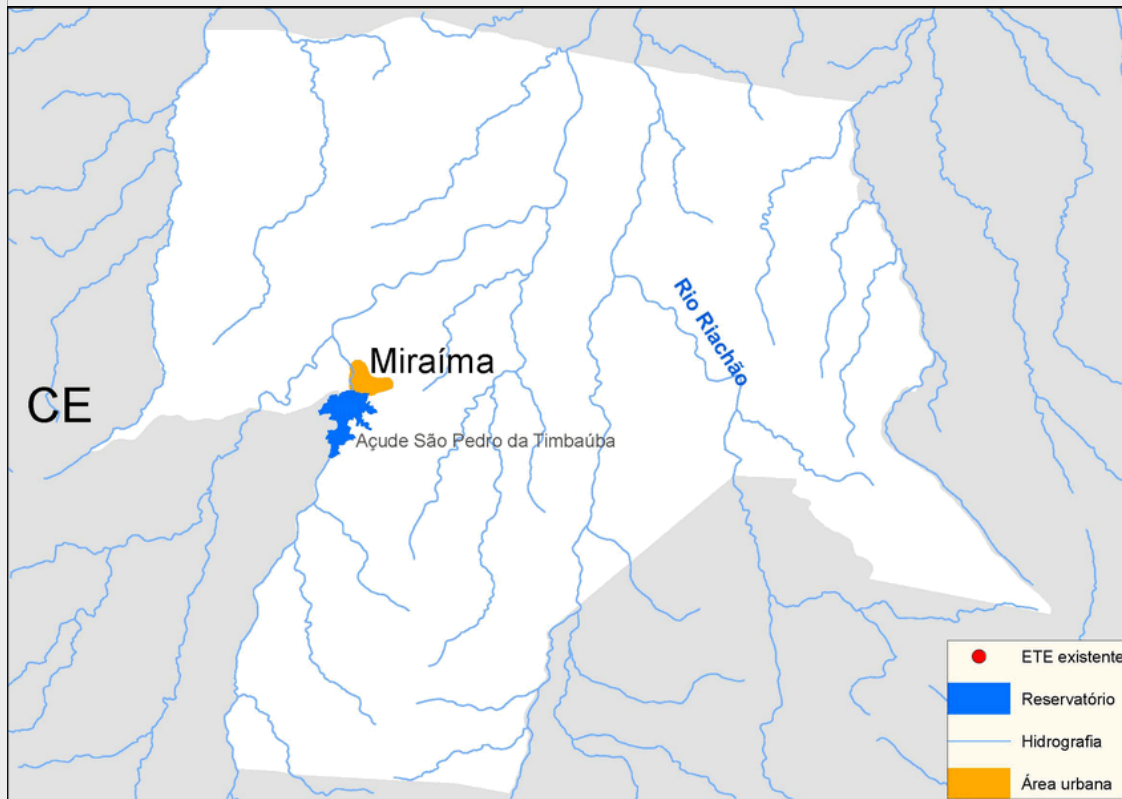 Rio Riachão
Miraíma
CE
Açude São Pedro da Timbaúba
ETE existente
Reservatório
Hidrografia
Área urbana